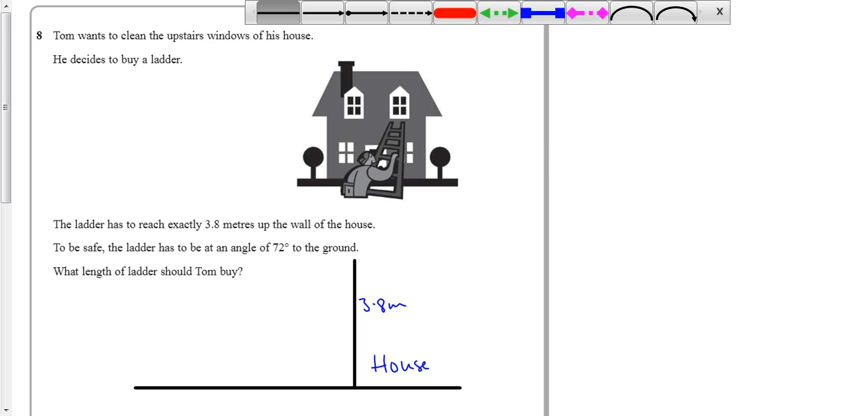 X
8 Tom wants to clean the upstairs windows of his house.
He decides to buy a ladder.
The ladder has to reach exactly 3.8 metres up the wall of the house.
To be safe, the ladder has to be at an angle of 72° to the ground.
What length of ladder should Tom buy?
3.8m
House